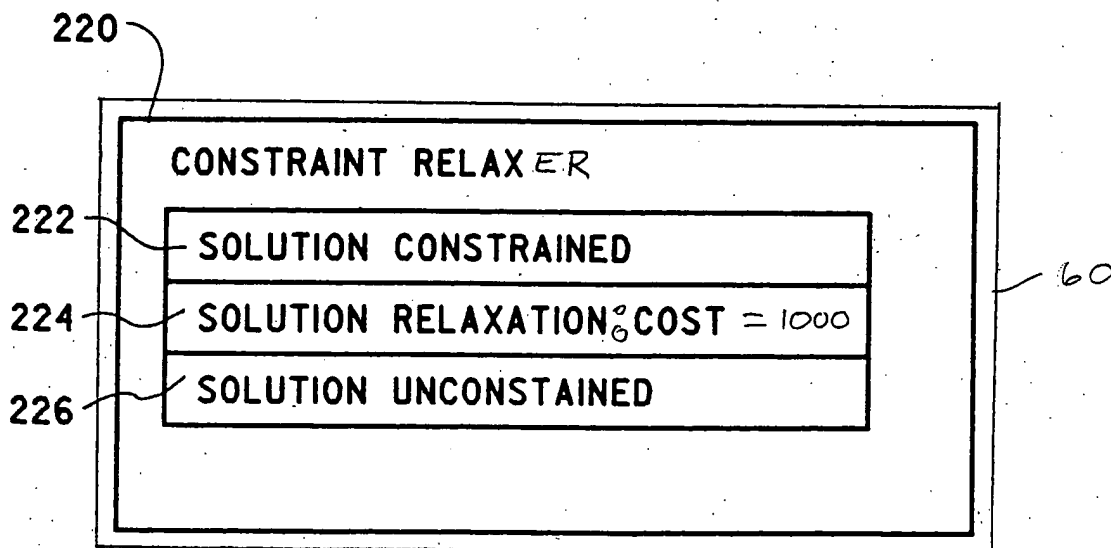 220
CONSTRAINT RELAXER
222
SOLUTION CONSTRAINED
60
224
SOLUTION RELAXATION: COST = 1000
226
SOLUTION UNCONSTAINED